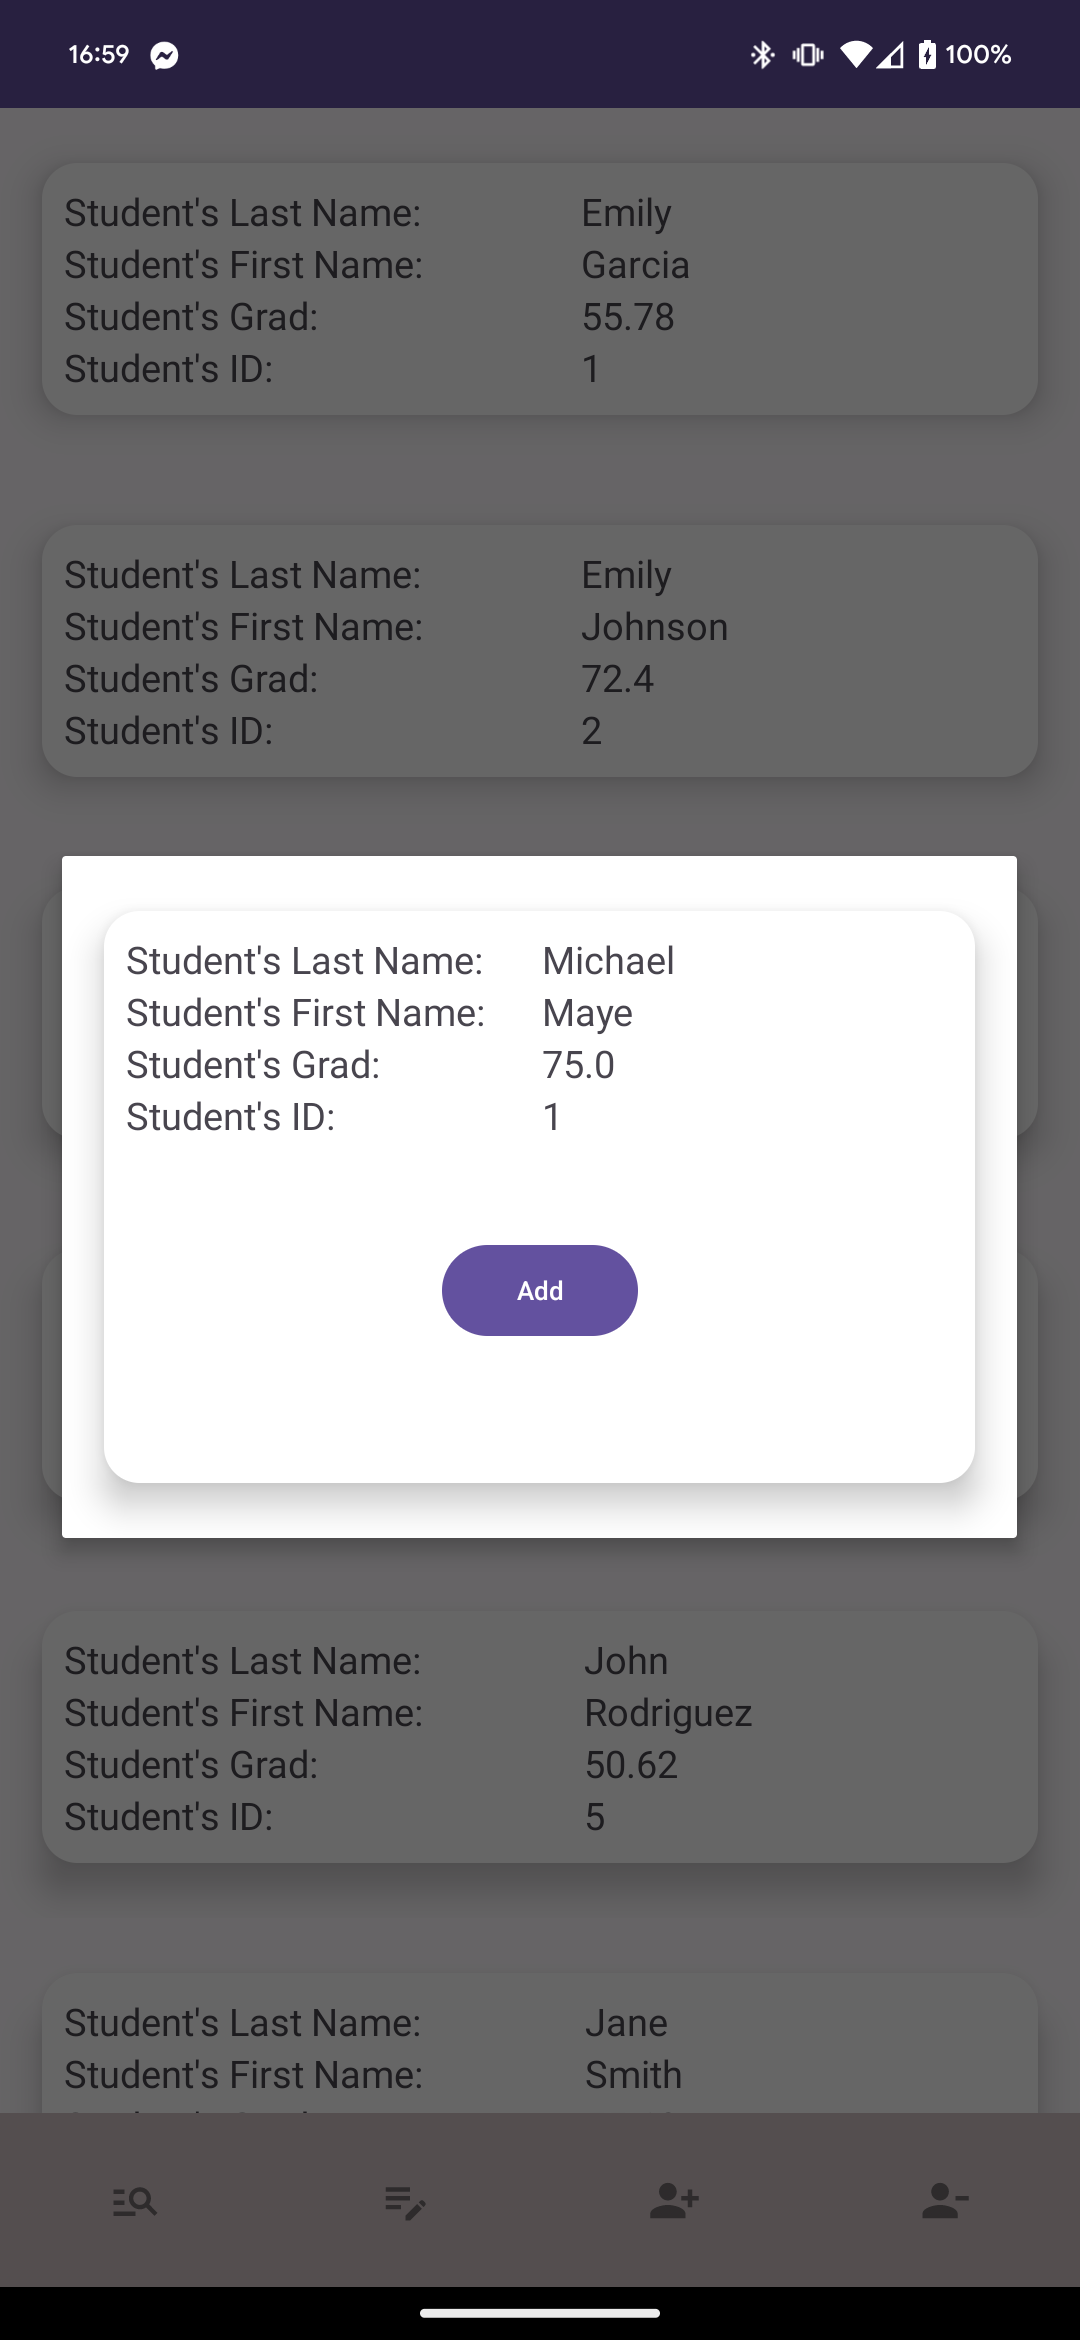 16:59 100%
Student's Last Name: Emily
Student's First Name: Garcia
Student's Grad: 55.78
Student's ID: 1
Student's Last Name: Emily
Student's First Name: Johnson
Student's Grad: 72.4
Student's ID: 2
Student's Last Name: Michael
Student's First Name: Maye
Student's Grad: 75.0
Student's ID: 1
Add
Student's Last Name: John
Student's First Name: Rodriguez
Student's Grad: 50.62
Student's ID: 5
Student's Last Name: Jane
Student's First Name: Smith